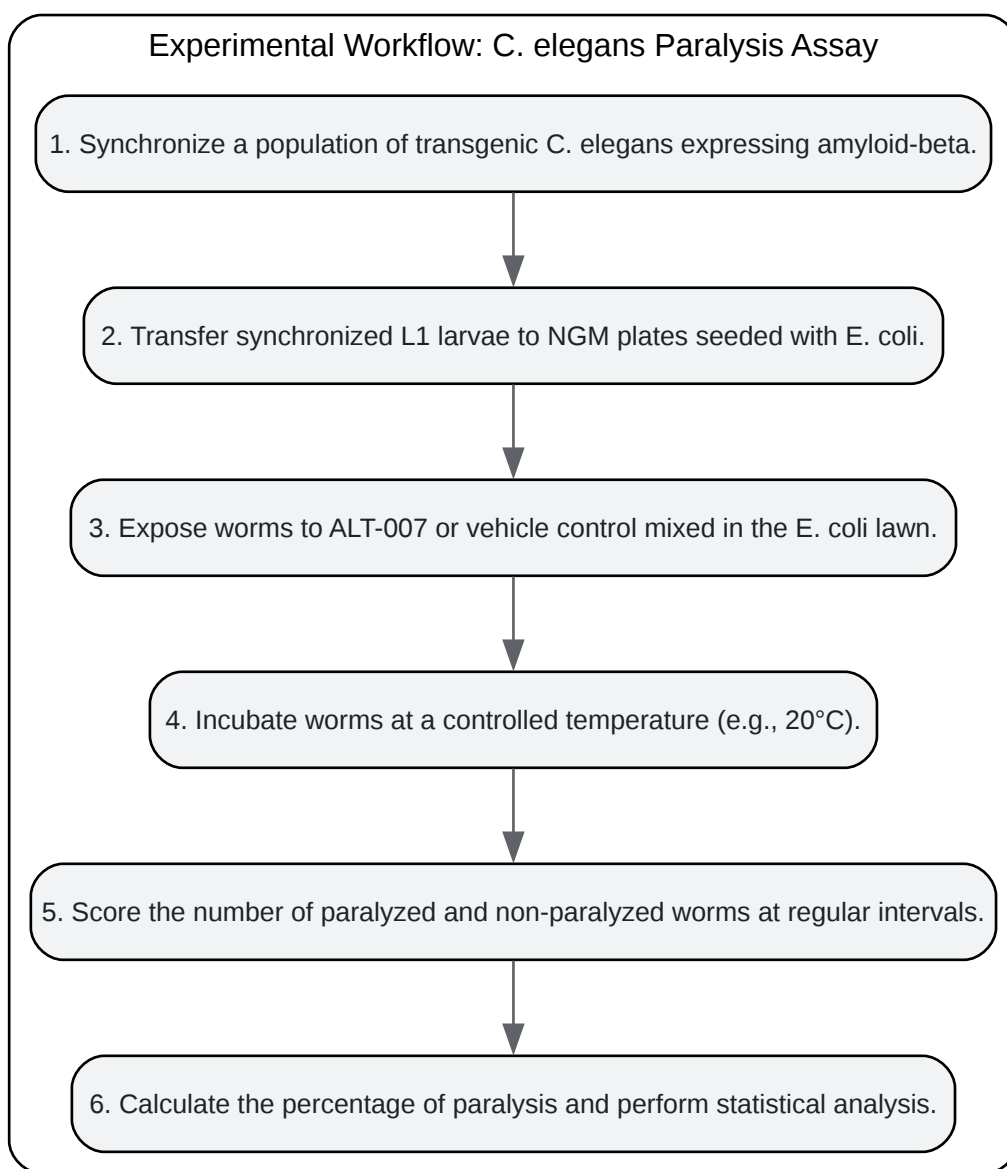 Experimental Workflow: C. elegans Paralysis Assay
1. Synchronize a population of transgenic C. elegans expressing amyloid-beta.
2. Transfer synchronized L1 larvae to NGM plates seeded with E. coli.
3. Expose worms to ALT-007 or vehicle control mixed in the E. coli lawn.
4. Incubate worms at a controlled temperature (e.g., 20°C).
5. Score the number of paralyzed and non-paralyzed worms at regular intervals.
6. Calculate the percentage of paralysis and perform statistical analysis.